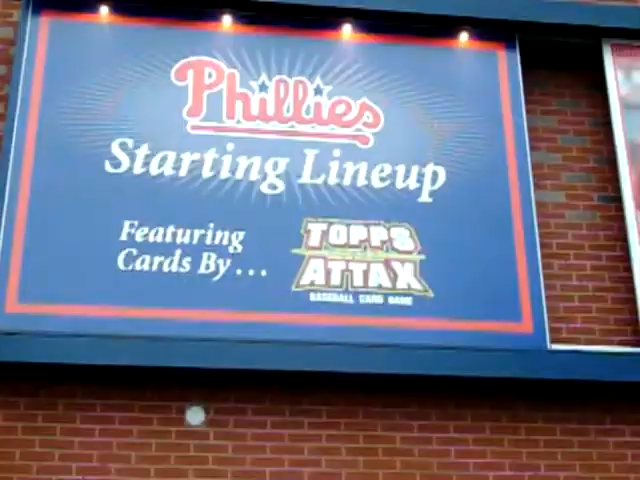 Phillies
Starting Lineup
Featuring
Cards By...
TOPPS
ATTAX
BASEBALL CARD GAME